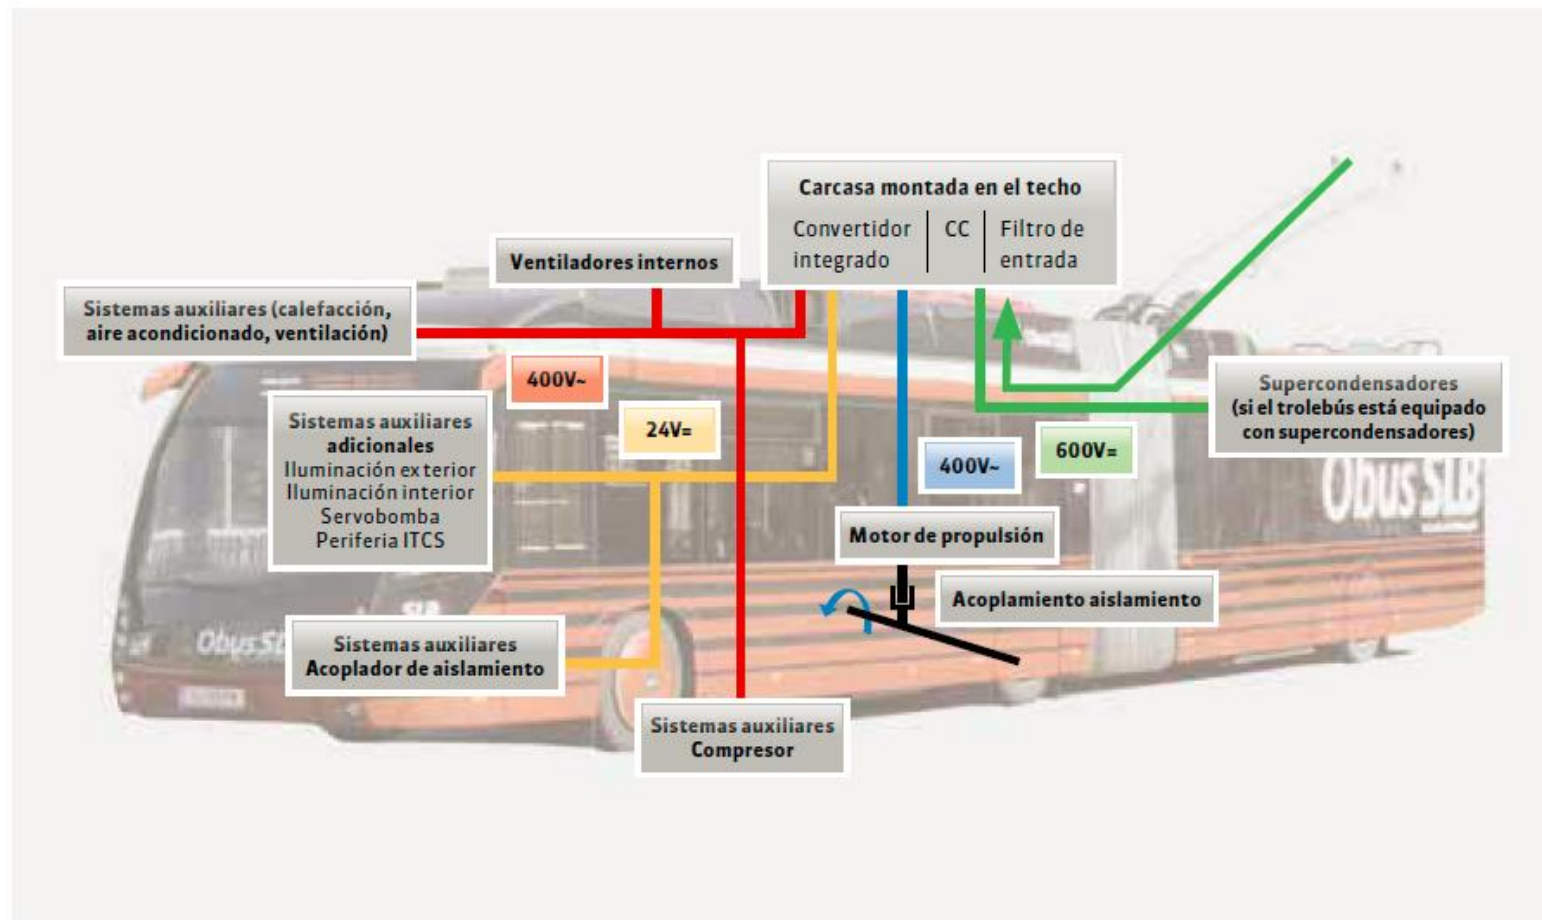 Carcasa montada en el techo
Convertidor
integrado
CC
Filtro de
entrada
Ventiladores internos
Sistemas auxiliares (calefacción,
aire acondicionado, ventilación)
400V~
24V=
Sistemas auxiliares
adicionales
Iluminación exterior
Iluminación interior
Servobomba
Periferia ITCS
400V~
600V=
Supercondensadores
(si el trolebús está equipado
con supercondensadores)
Obus SLB
Motor de propulsión
Acoplamiento aislamiento
SLB
Obus SLB
Sistemas auxiliares
Acoplador de aislamiento
Sistemas auxiliares
Compresor